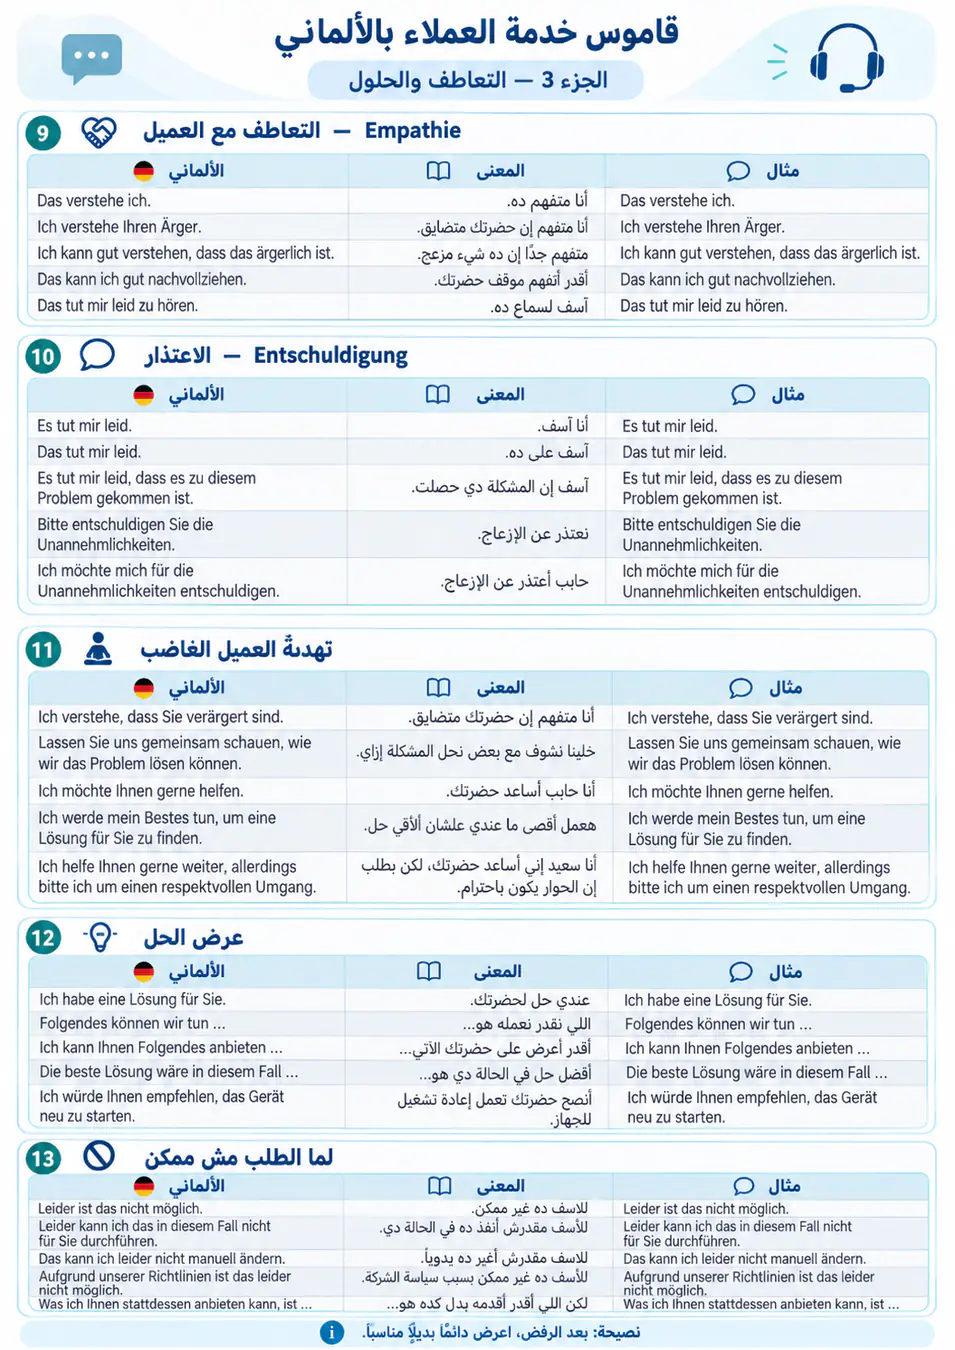 قاموس خدمة العملاء بالألماني
الجزء 3 — التعاطف والحلول
9 التعاطف مع العميل — Empathie
الألماني المعنى مثال
Das verstehe ich. أنا متفهم ده. Das verstehe ich.
Ich verstehe Ihren Ärger. أنا متفهم إن حضرتك متضايق. Ich verstehe Ihren Ärger.
Ich kann gut verstehen, dass das ärgerlich ist. متفهم جدًا إن ده شيء مزعج. Ich kann gut verstehen, dass das ärgerlich ist.
Das kann ich gut nachvollziehen. أقدر أتفهم موقف حضرتك. Das kann ich gut nachvollziehen.
Das tut mir leid zu hören. آسف لسماع ده. Das tut mir leid zu hören.
10 الاعتذار — Entschuldigung
الألماني المعنى مثال
Es tut mir leid. أنا آسف. Es tut mir leid.
Das tut mir leid. آسف على ده. Das tut mir leid.
Es tut mir leid, dass es zu diesem
Problem gekommen ist.
آسف إن المشكلة دي حصلت.
Es tut mir leid, dass es zu diesem
Problem gekommen ist.
Bitte entschuldigen Sie die
Unannehmlichkeiten.
نعتذر عن الإزعاج.
Bitte entschuldigen Sie die
Unannehmlichkeiten.
Ich möchte mich für die
Unannehmlichkeiten entschuldigen.
حابب أعتذر عن الإزعاج.
Ich möchte mich für die
Unannehmlichkeiten entschuldigen.
11 تهدئة العميل الغاضب
الألماني المعنى مثال
Ich verstehe, dass Sie verärgert sind. أنا متفهم إن حضرتك متضايق. Ich verstehe, dass Sie verärgert sind.
Lassen Sie uns gemeinsam schauen, wie
wir das Problem lösen können.
خلينا نشوف مع بعض نحل المشكلة إزاي.
Lassen Sie uns gemeinsam schauen, wie
wir das Problem lösen können.
Ich möchte Ihnen gerne helfen. أنا حابب أساعد حضرتك. Ich möchte Ihnen gerne helfen.
Ich werde mein Bestes tun, um eine
Lösung für Sie zu finden.
هعمل أقصى ما عندي علشان ألاقي حل.
Ich werde mein Bestes tun, um eine
Lösung für Sie zu finden.
Ich helfe Ihnen gerne weiter, allerdings
bitte ich um einen respektvollen Umgang.
أنا سعيد إني أساعد حضرتك، لكن بطلب
إن الحوار يكون باحترام.
Ich helfe Ihnen gerne weiter, allerdings
bitte ich um einen respektvollen Umgang.
12 عرض الحل
الألماني المعنى مثال
Ich habe eine Lösung für Sie. عندي حل لحضرتك. Ich habe eine Lösung für Sie.
Folgendes können wir tun ... اللي نقدر نعمله هو... Folgendes können wir tun ...
Ich kann Ihnen Folgendes anbieten ... أقدر أعرض على حضرتك الآتي... Ich kann Ihnen Folgendes anbieten ...
Die beste Lösung wäre in diesem Fall ... أفضل حل في الحالة دي هو... Die beste Lösung wäre in diesem Fall ...
Ich würde Ihnen empfehlen, das Gerät
neu zu starten.
أنصح حضرتك تعمل إعادة تشغيل
للجهاز.
Ich würde Ihnen empfehlen, das Gerät
neu zu starten.
13 لما الطلب مش ممكن
الألماني المعنى مثال
Leider ist das nicht möglich. للاسف ده غير ممكن. Leider ist das nicht möglich.
Leider kann ich das in diesem Fall nicht
für Sie durchführen.
للأسف مقدرش أنفذ ده في الحالة دي.
Leider kann ich das in diesem Fall nicht
für Sie durchführen.
Das kann ich leider nicht manuell ändern. للاسف مقدرش أغير ده يدوياً. Das kann ich leider nicht manuell ändern.
Aufgrund unserer Richtlinien ist das leider
nicht möglich.
للأسف ده غير ممكن بسبب سياسة الشركة.
Aufgrund unserer Richtlinien ist das leider
nicht möglich.
Was ich Ihnen stattdessen anbieten kann, ist ... لكن اللي أقدر أقدمه بدل كده هو... Was ich Ihnen stattdessen anbieten kann, ist ...
نصيحة: بعد الرفض، اعرض دائمًا بديلًا مناسبًا.